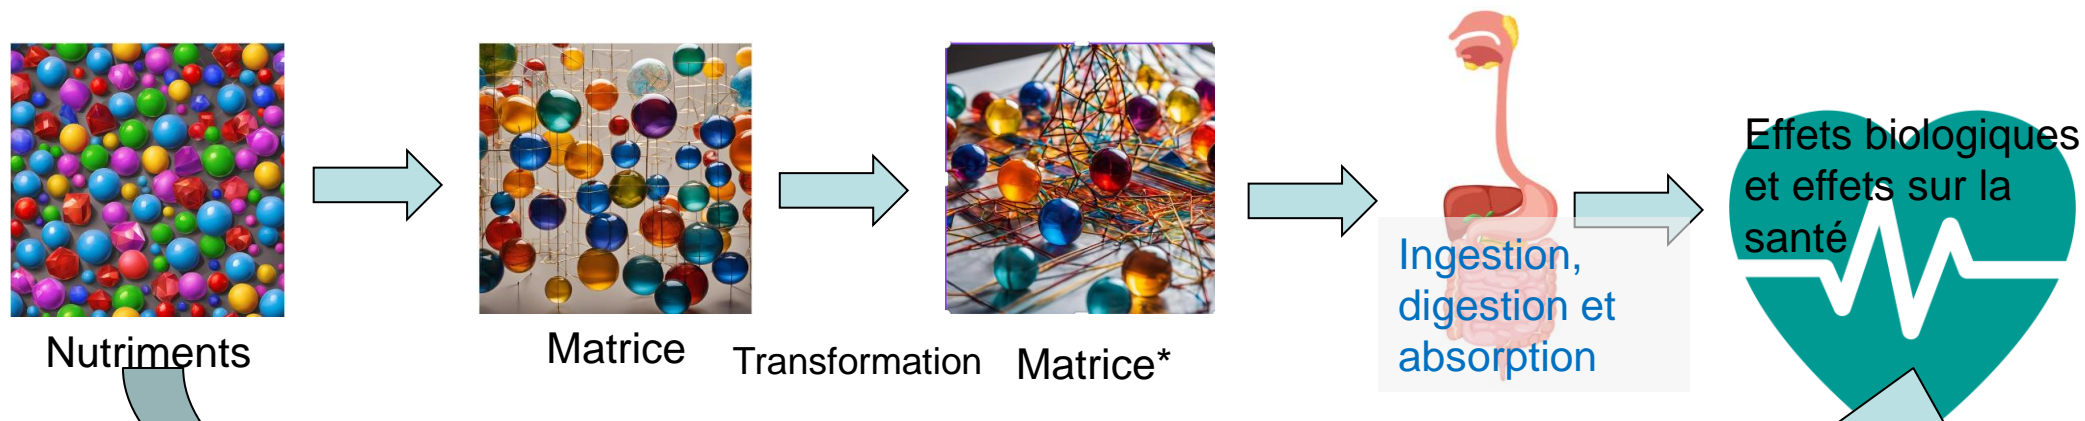 Nutriments
Matrice
Transformation
Matrice*
Ingestion,
digestion et
absorption
Effets biologiques
et effets sur la
santé